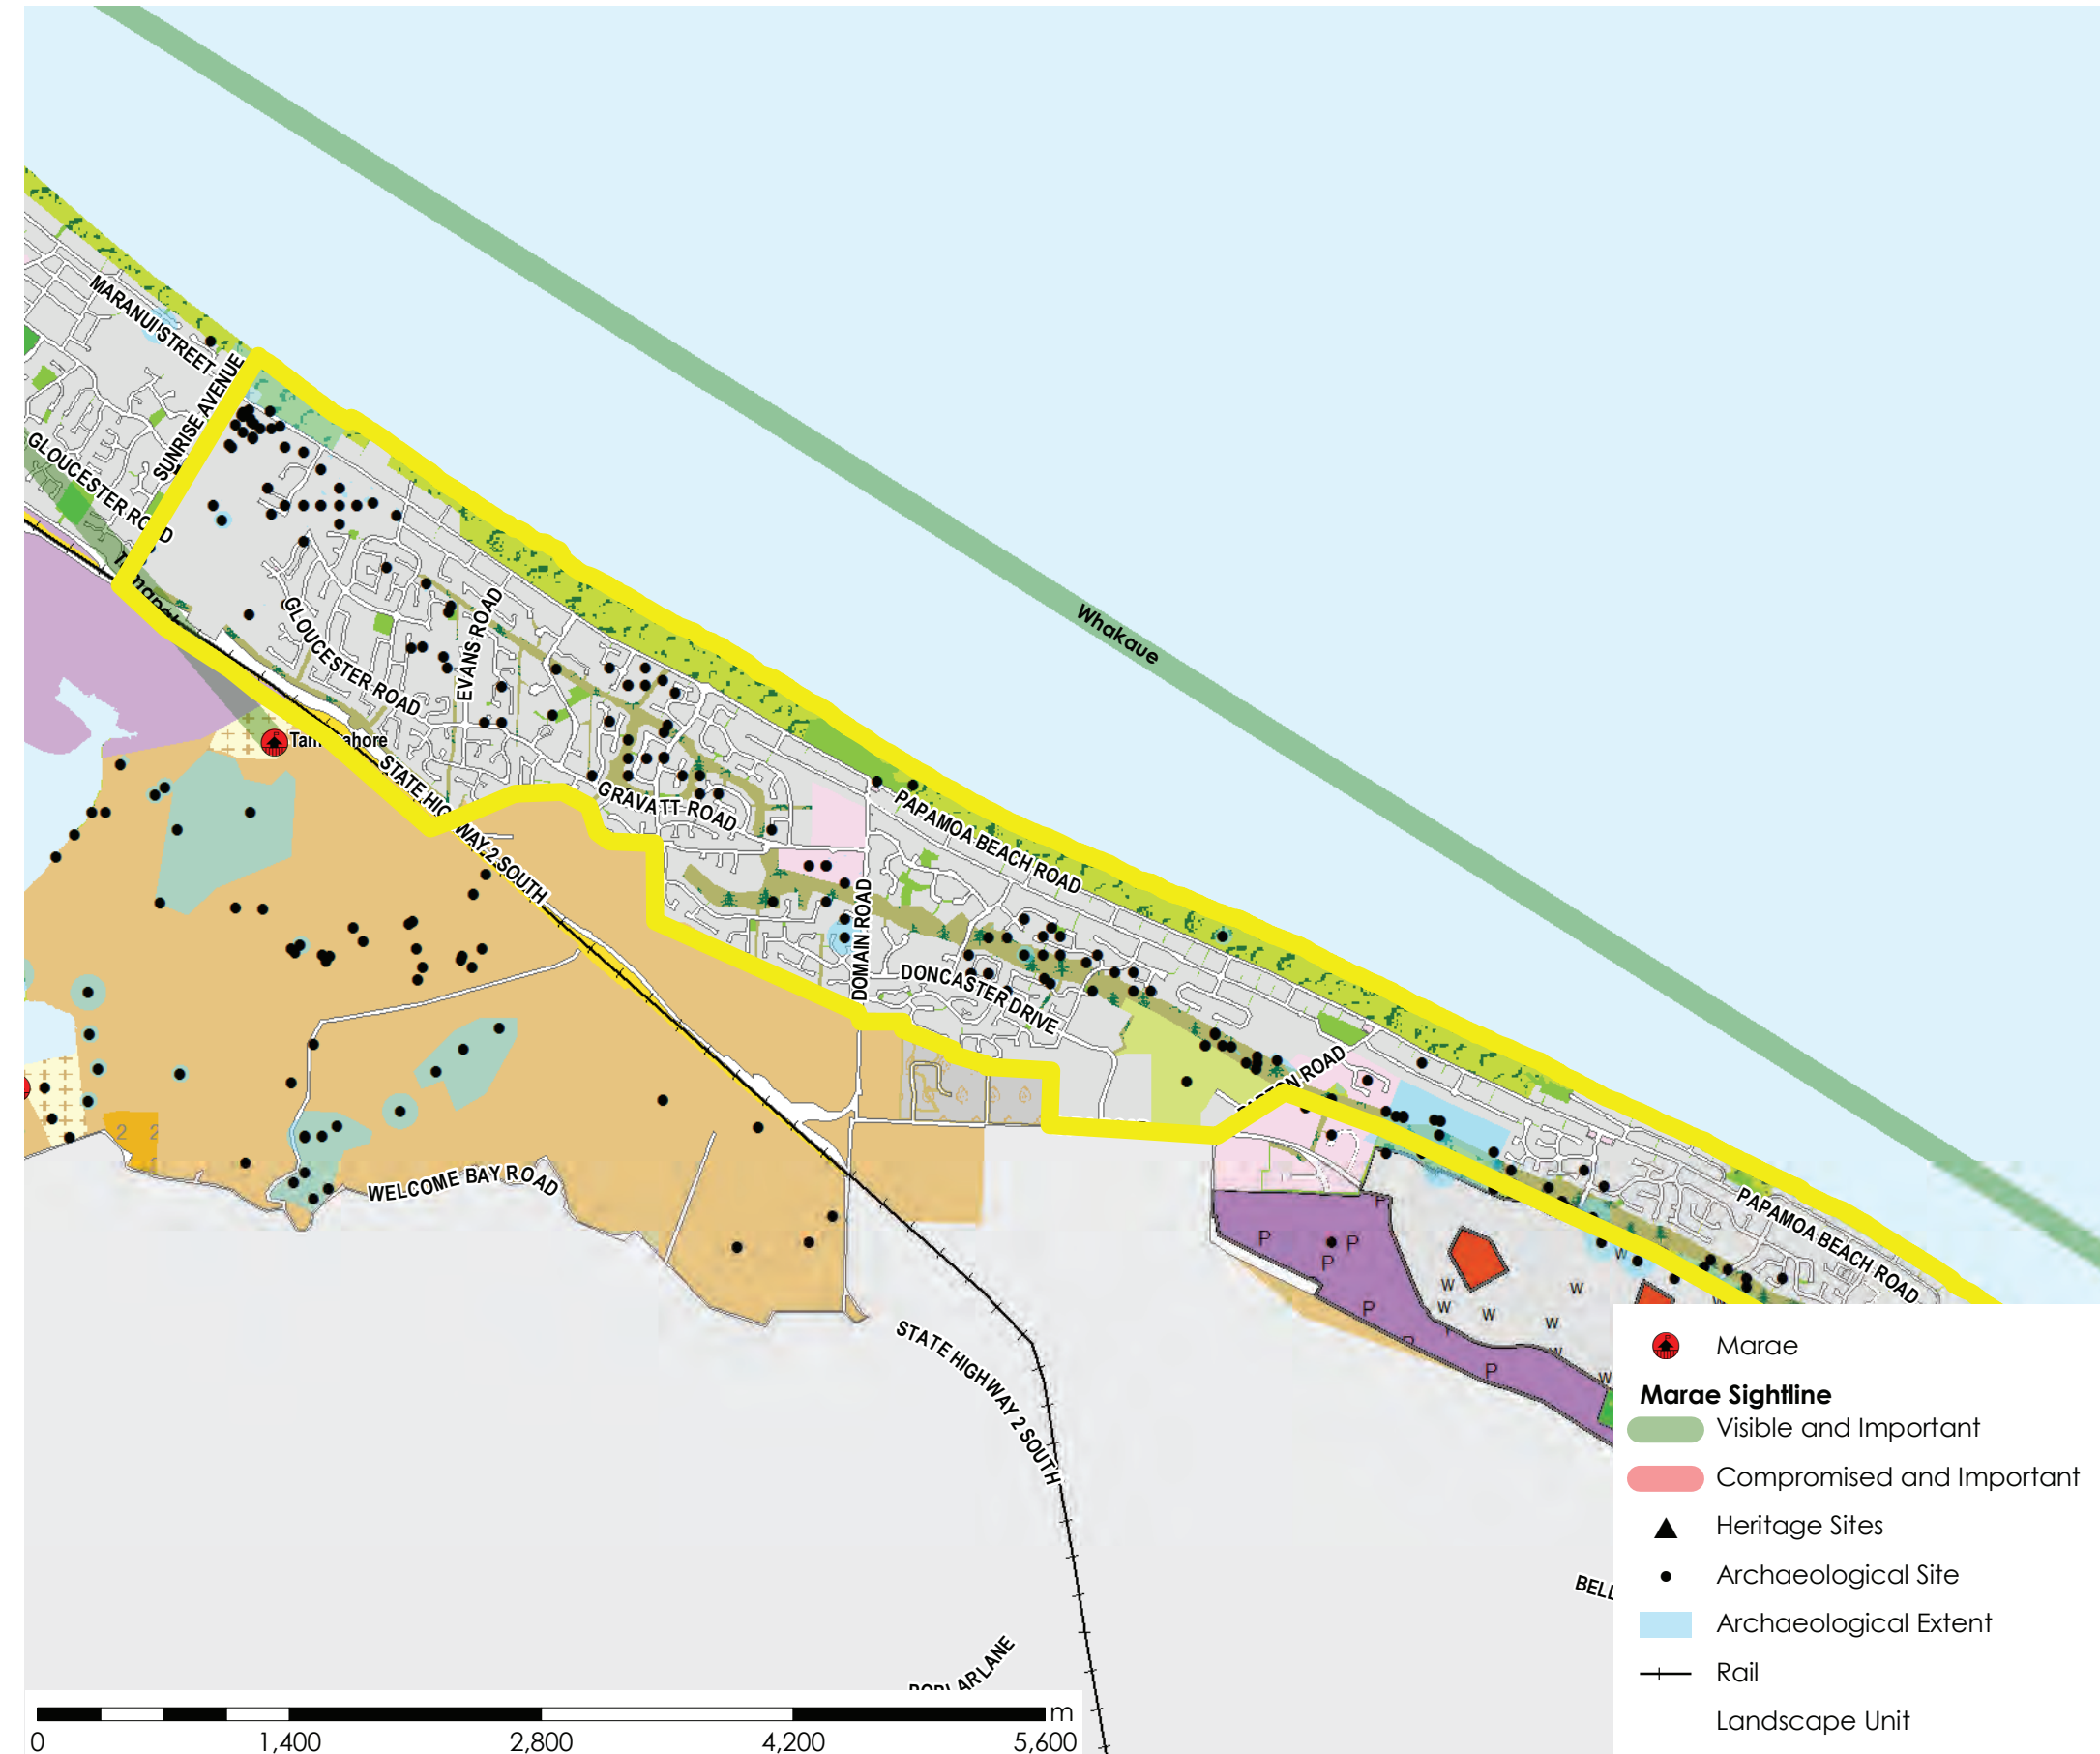 Whakaue
MARANUI STREET
SUNRISE AVENUE
GLOUCESTER ROAD
GLOUCESTER ROAD
EVANS ROAD
STATE HIGHWAY 2 SOUTH
GRAVATT ROAD
PAPAMOA BEACH ROAD
DOMAIN ROAD
DONCASTER DRIVE
ROAD
PAPAMOA BEACH ROAD
2 2
WELCOME BAY ROAD
P P
P
P
P
P
W
W W
W W
W
W
W
STATE HIGHWAY 2 SOUTH
LANE
Marae
Marae Sightline
Visible and Important
Compromised and Important
Heritage Sites
Archaeological Site
Archaeological Extent
Rail
Landscape Unit
m
0 1,400 2,800 4,200 5,600